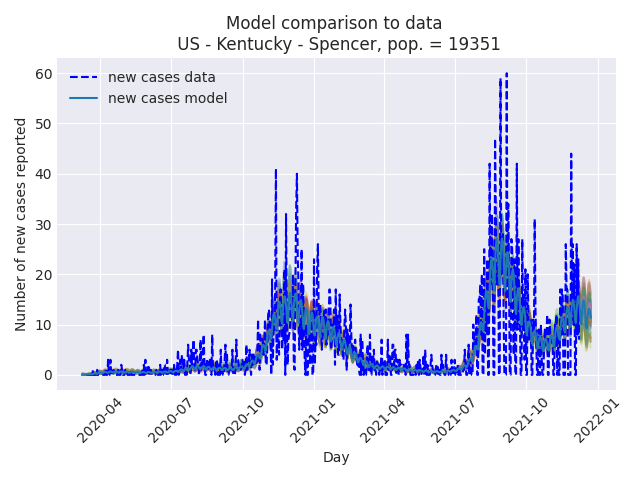 Model comparison to data
US - Kentucky - Spencer, pop. = 19351
new cases data
new cases model
Number of new cases reported
60
50
40
30
20
10
0
2020-04
2020-07
2020-10
2021-01
2021-04
2021-07
2021-10
2022-01
Day